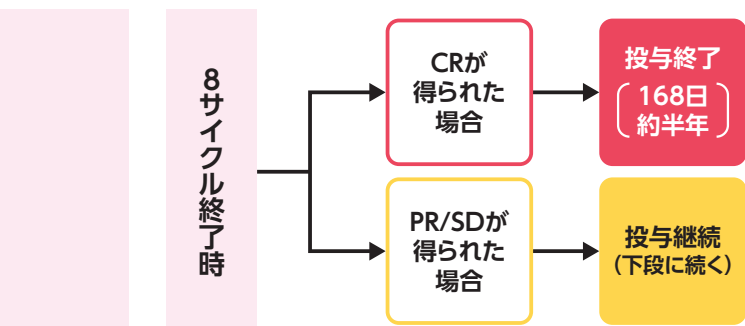 8サイクル終了時
CRが
得られた
場合
投与終了
(168日
約半年)
PR/SDが
得られた
場合
投与継続
(下段に続く)